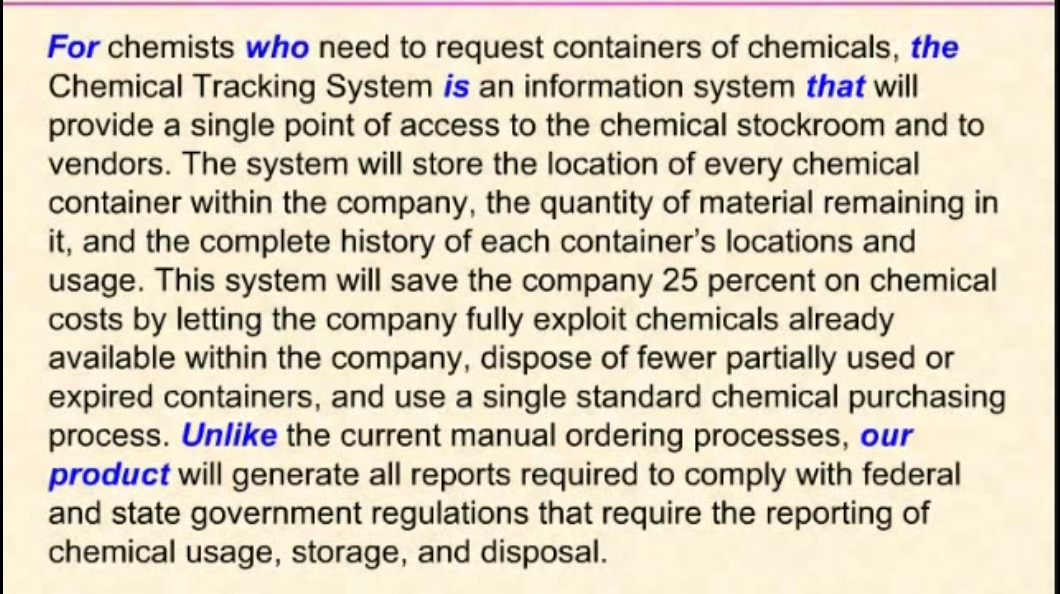 For chemists who need to request containers of chemicals, the
Chemical Tracking System is an information system that will
provide a single point of access to the chemical stockroom and to
vendors. The system will store the location of every chemical
container within the company, the quantity of material remaining in
it, and the complete history of each container's locations and
usage. This system will save the company 25 percent on chemical
costs by letting the company fully exploit chemicals already
available within the company, dispose of fewer partially used or
expired containers, and use a single standard chemical purchasing
process. Unlike the current manual ordering processes, our
product will generate all reports required to comply with federal
and state government regulations that require the reporting of
chemical usage, storage, and disposal.